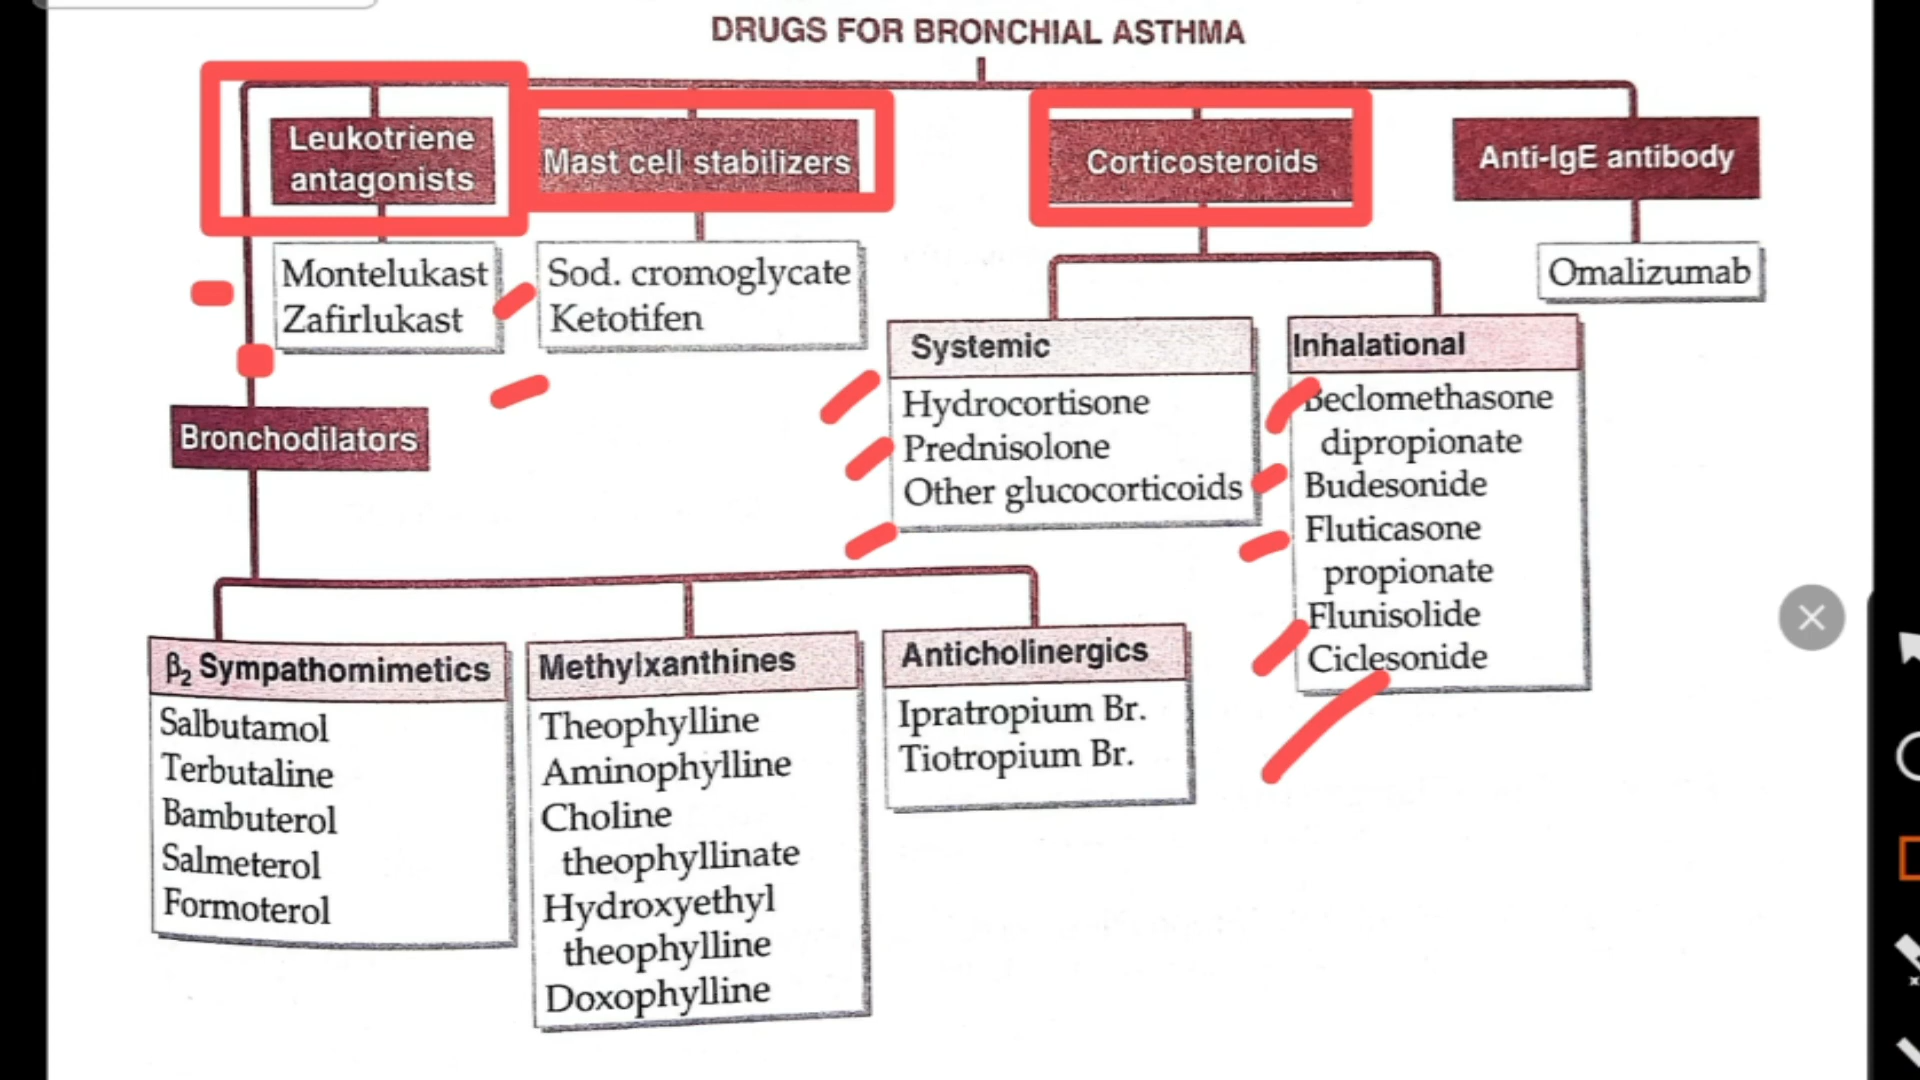 DRUGS FOR BRONCHIAL ASTHMA
Leukotriene
antagonists
Mast cell stabilizers
Corticosteroids
Anti-IgE antibody
Montelukast
Zafirlukast
Sod. cromoglycate
Ketotifen
Omalizumab
Systemic
Hydrocortisone
Prednisolone
Other glucocorticoids
Inhalational
Beclomethasone
dipropionate
Budesonide
Fluticasone
propionate
Flunisolide
Ciclesonide
Bronchodilators
β₂ Sympathomimetics
Salbutamol
Terbutaline
Bambuterol
Salmeterol
Formoterol
Methylxanthines
Theophylline
Aminophylline
Choline
theophyllinate
Hydroxyethyl
theophylline
Doxophylline
Anticholinergics
Ipratropium Br.
Tiotropium Br.